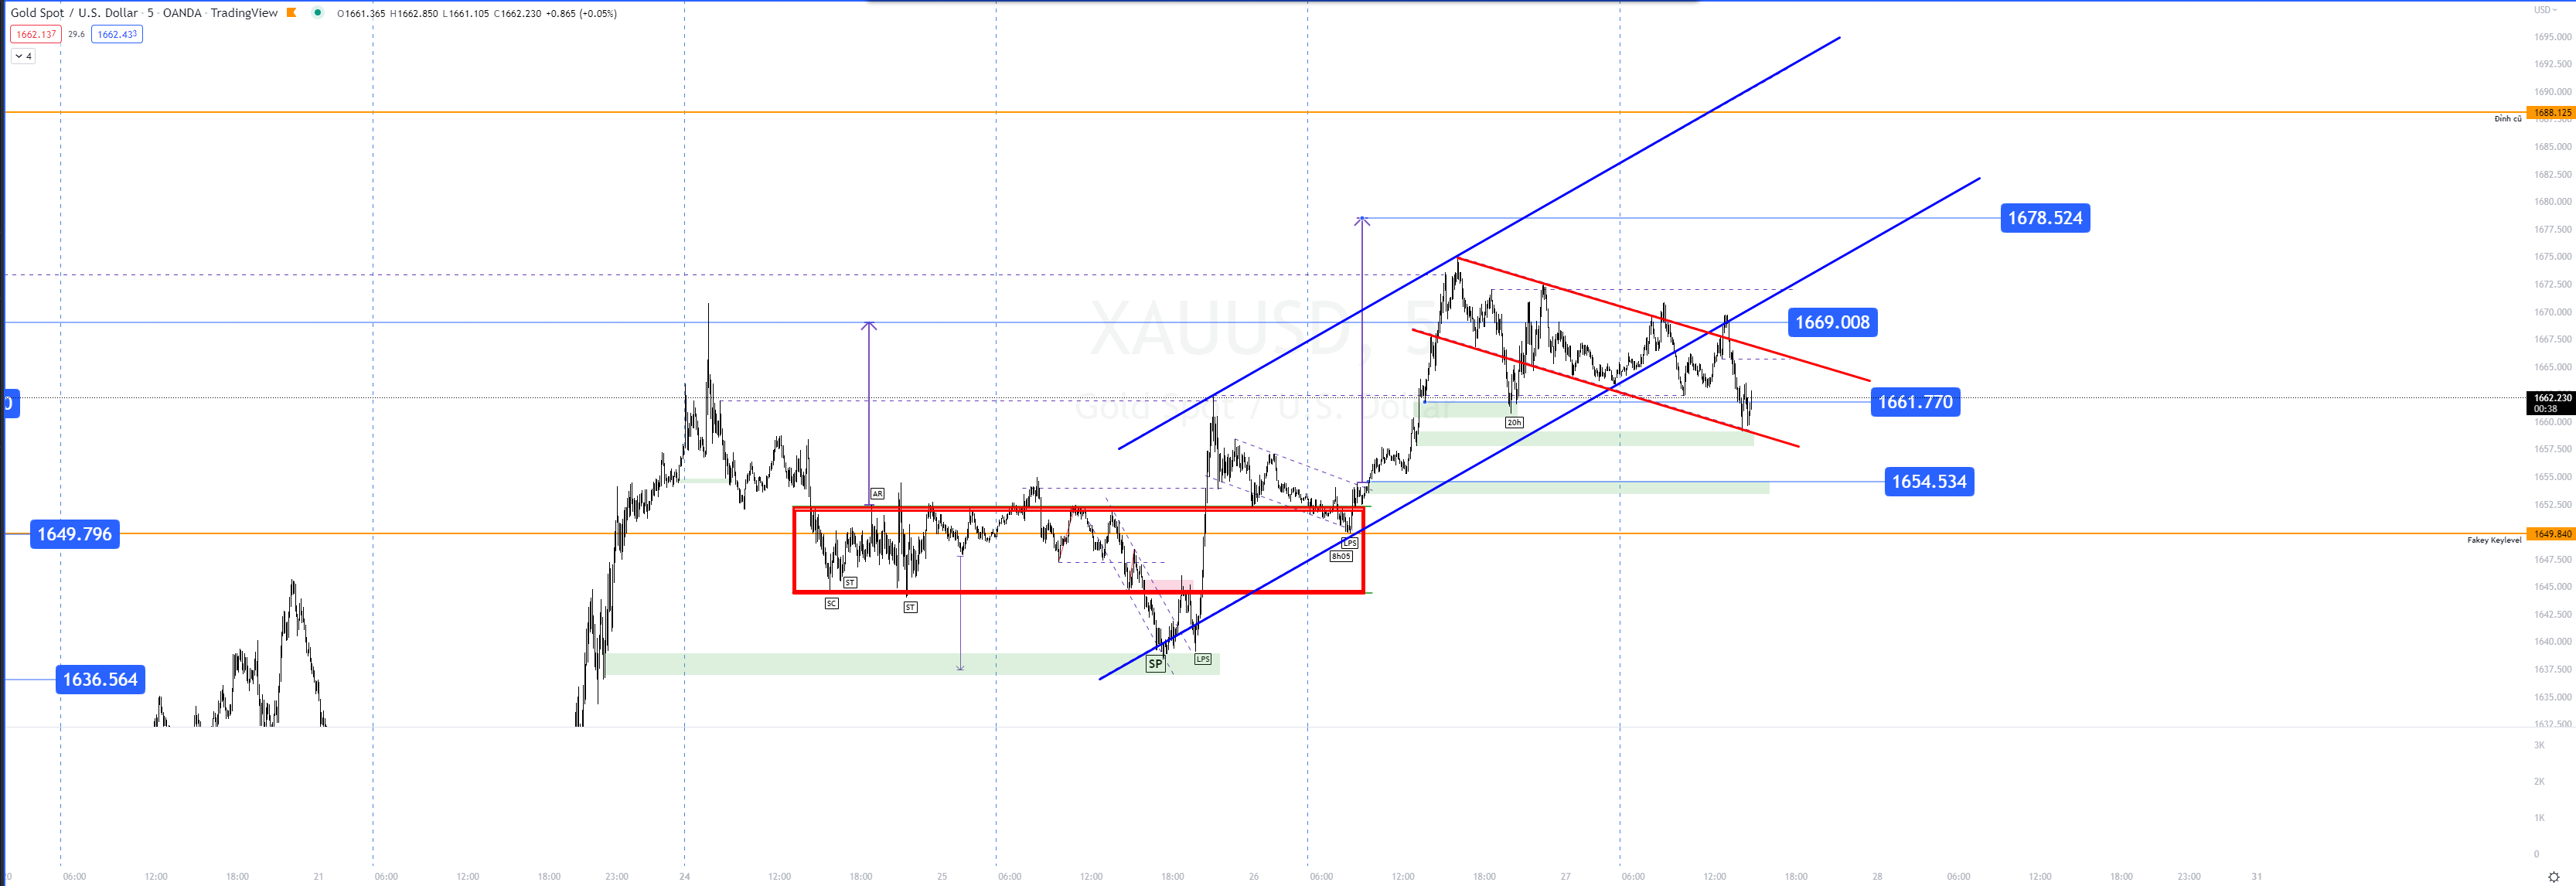 Gold Spot / U.S. Dollar · 5 · OANDA · TradingView O1661.365 H1662.850 L1661.105 C1662.230 +0.865 (+0.05%)
1662.137 29.6 1662.433
4
USD
1695.000
1692.500
1690.000
1688.125
Đỉnh cũ
1687.500
1685.000
1682.500
1680.000
1678.524
1677.500
1675.000
1672.500
1670.000
1669.008
1667.500
1665.000
XAUUSD, 5
Gold Spot / U.S. Dollar
0
1661.770
1662.230
00:38
1660.000
20h
1657.500
1655.000
1654.534
AR
1652.500
1649.796
1649.840
Fakey Keylevel
LPS
8h05
1647.500
ST
1645.000
SC
ST
1642.500
1640.000
SP
LPS
1637.500
1636.564
1635.000
1632.500
3K
2K
1K
0
20 06:00 12:00 18:00 21 06:00 12:00 18:00 23:00 24 12:00 18:00 25 06:00 12:00 18:00 26 06:00 12:00 18:00 27 06:00 12:00 18:00 28 06:00 12:00 18:00 23:00 31